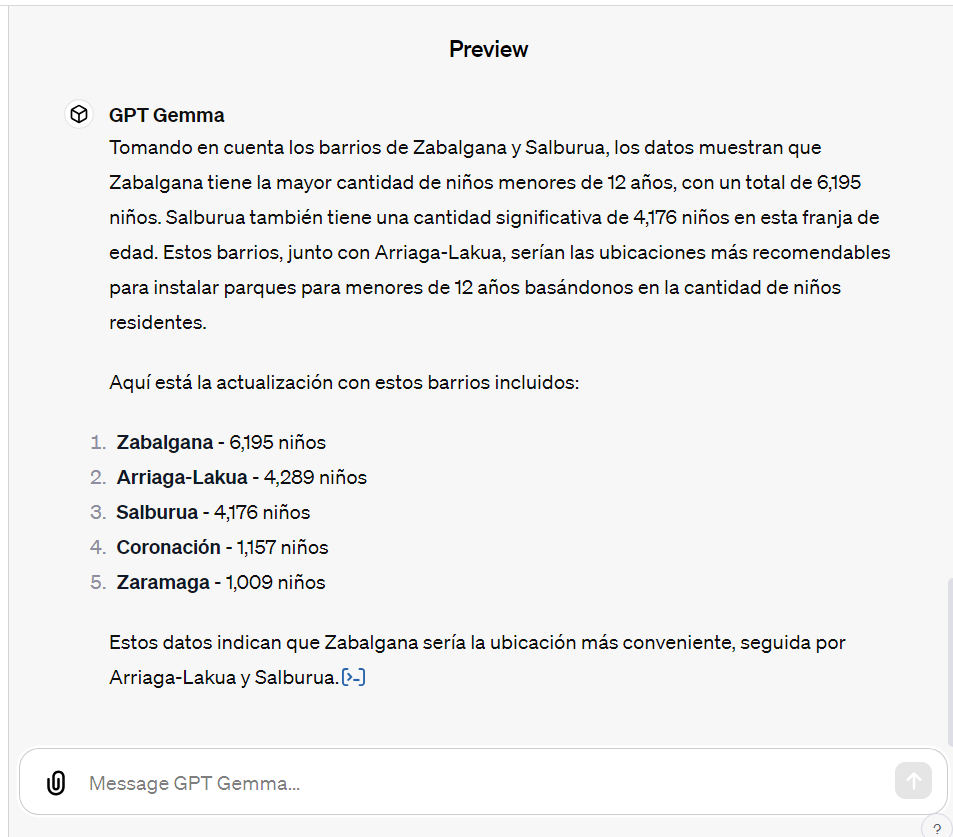 Preview
GPT Gemma
Tomando en cuenta los barrios de Zabalgana y Salburua, los datos muestran que
Zabalgana tiene la mayor cantidad de niños menores de 12 años, con un total de 6,195
niños. Salburua también tiene una cantidad significativa de 4,176 niños en esta franja de
edad. Estos barrios, junto con Arriaga-Lakua, serían las ubicaciones más recomendables
para instalar parques para menores de 12 años basándonos en la cantidad de niños
residentes.
Aquí está la actualización con estos barrios incluidos:
1. Zabalgana - 6,195 niños
2. Arriaga-Lakua - 4,289 niños
3. Salburua - 4,176 niños
4. Coronación - 1,157 niños
5. Zaramaga - 1,009 niños
Estos datos indican que Zabalgana sería la ubicación más conveniente, seguida por
Arriaga-Lakua y Salburua.
Message GPT Gemma...
?